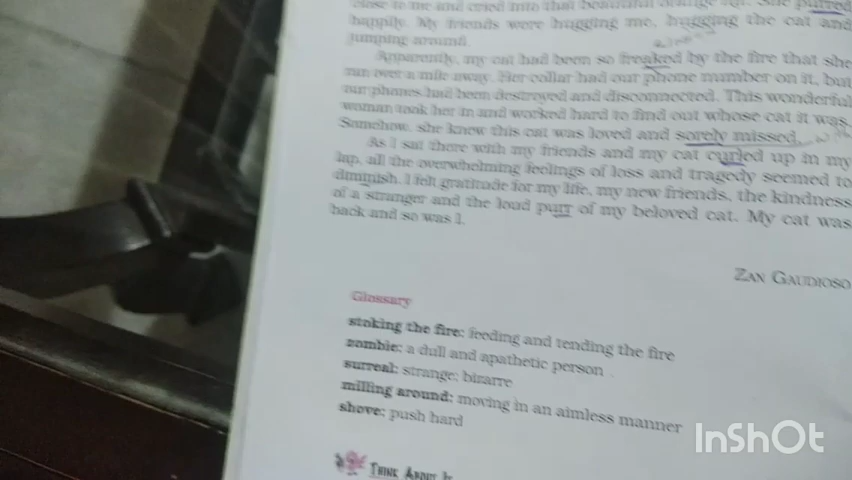 close to me and cried into that beautiful orange fur. She purred
happily. My friends were hugging me, hugging the cat and
jumping around.
Apparently, my cat had been so freaked by the fire that she
ran over a mile away. Her collar had our phone number on it, but
our phones had been destroyed and disconnected. This wonderful
woman took her in and worked hard to find out whose cat it was.
Somehow, she knew this cat was loved and sorely missed.
As I sat there with my friends and my cat curled up in my
lap, all the overwhelming feelings of loss and tragedy seemed to
diminish. I felt gratitude for my life, my new friends, the kindness
of a stranger and the loud purr of my beloved cat. My cat was
back and so was I.
ZAN GAUDIOSO
Glossary
stoking the fire: feeding and tending the fire
zombie: a dull and apathetic person
surreal: strange; bizarre
milling around: moving in an aimless manner
shove: push hard
THINK ABOUT IT
InShOt